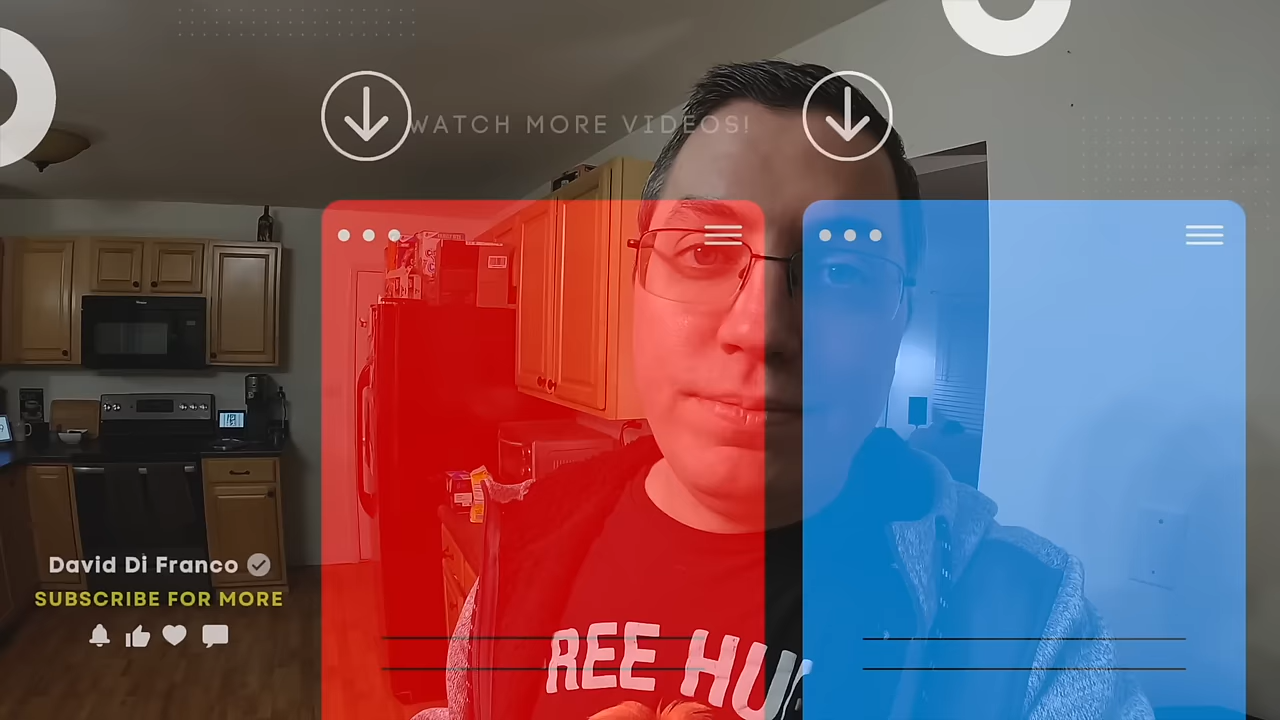 WATCH MORE VIDEOS!
David Di Franco
SUBSCRIBE FOR MORE
REE HU